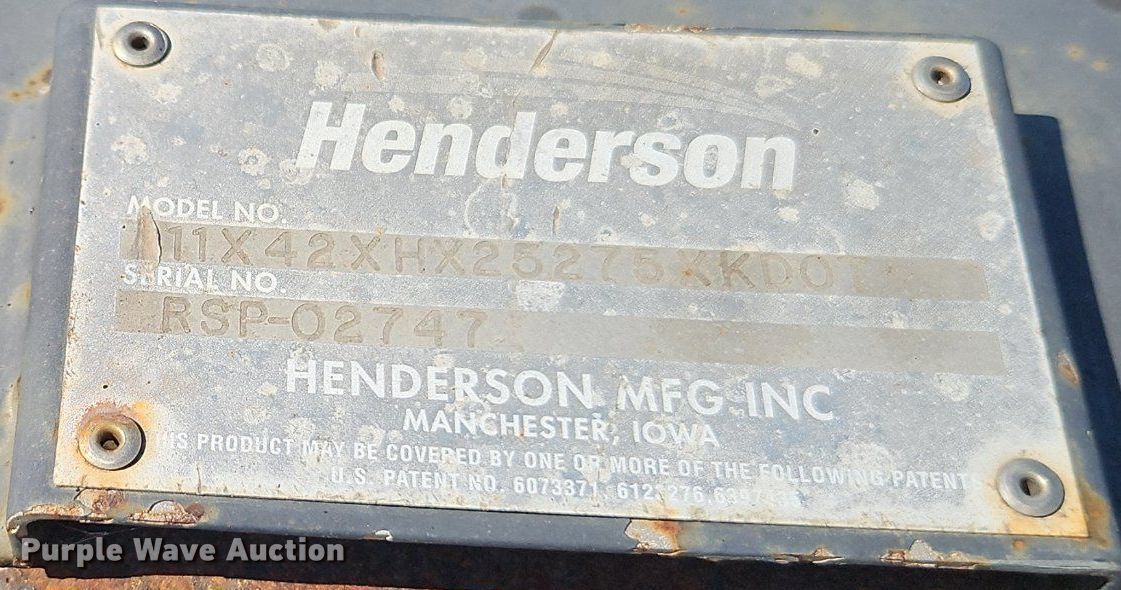 Henderson
MODEL NO.
11X42XHX25275XKDOT
SERIAL NO.
RSP-02747
HENDERSON MFG INC
MANCHESTER, IOWA
THIS PRODUCT MAY BE COVERED BY ONE OR MORE OF THE FOLLOWING PATENTS
U.S. PATENT NO. 6073371,
Purple Wave Auction